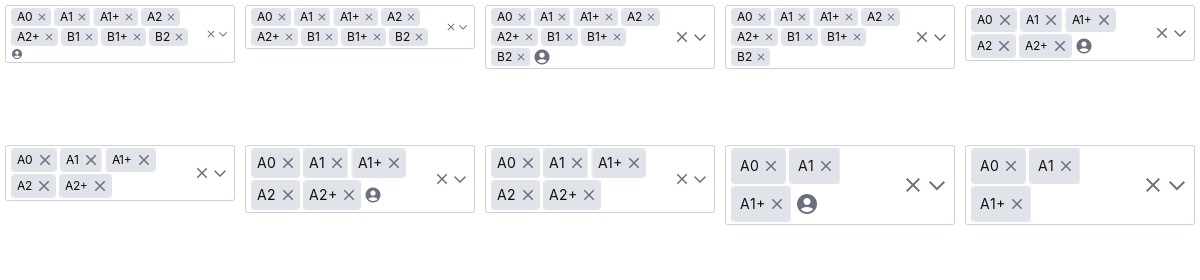 A0 A1 A1+ A2
A2+ B1 B1+ B2
A0 A1 A1+ A2
A2+ B1 B1+ B2
A0 A1 A1+ A2
A2+ B1 B1+
B2
A0 A1 A1+ A2
A2+ B1 B1+
B2
A0 A1 A1+
A2 A2+
A0 A1 A1+
A2 A2+
A0 A1 A1+
A2 A2+
A0 A1 A1+
A2 A2+
A0 A1
A1+
A0 A1
A1+